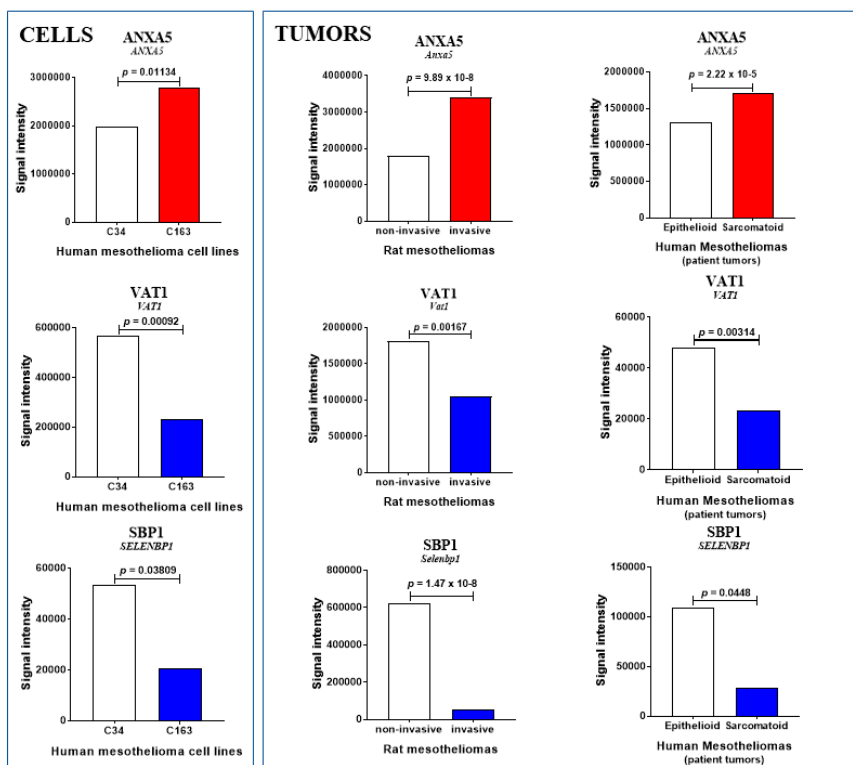 CELLS
ANXA5
ANXA5
p = 0.01134
3000000
2000000
1000000
0
Signal intensity
C34 C163
Human mesothelioma cell lines
VAT1
VAT1
p = 0.00092
600000
400000
200000
0
Signal intensity
C34 C163
Human mesothelioma cell lines
SBP1
SELENBP1
p = 0.03809
60000
40000
20000
0
Signal intensity
C34 C163
Human mesothelioma cell lines
TUMORS
ANXA5
Anxa5
p = 9.89 x 10-8
4000000
3000000
2000000
1000000
0
Signal intensity
non-invasive invasive
Rat mesotheliomas
ANXA5
ANXA5
p = 2.22 x 10-5
2000000
1500000
1000000
500000
0
Signal intensity
Epithelioid Sarcomatoid
Human Mesotheliomas
(patient tumors)
VAT1
Vat1
p = 0.00167
2000000
1500000
1000000
500000
0
Signal intensity
non-invasive invasive
Rat mesotheliomas
VAT1
VAT1
p = 0.00314
60000
40000
20000
0
Signal intensity
Epithelioid Sarcomatoid
Human Mesotheliomas
(patient tumors)
SBP1
Selenbp1
p = 1.47 x 10-8
800000
600000
400000
200000
0
Signal intensity
non-invasive invasive
Rat mesotheliomas
SBP1
SELENBP1
p = 0.0448
150000
100000
50000
0
Signal intensity
Epithelioid Sarcomatoid
Human Mesotheliomas
(patient tumors)